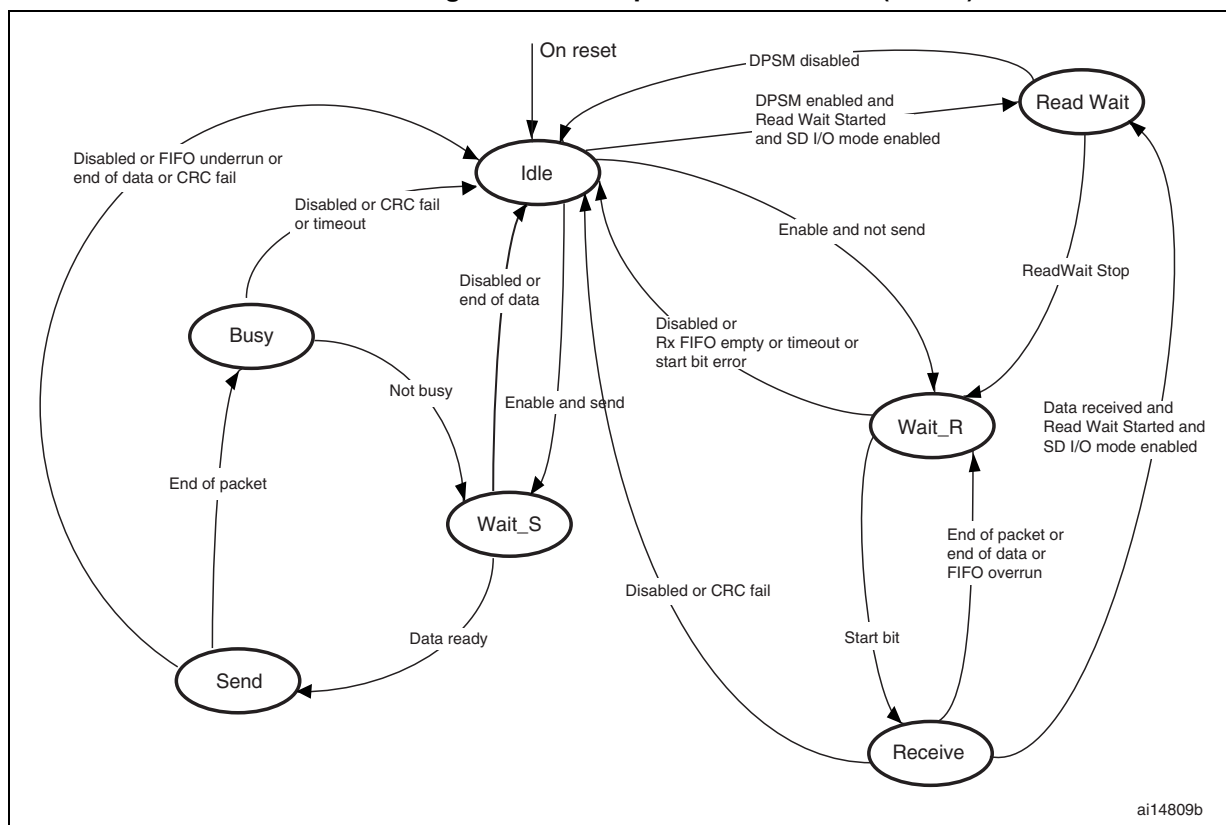 On reset
DPSM disabled
DPSM enabled and
Read Wait Started
and SD I/O mode enabled
Read Wait
Disabled or FIFO underrun or
end of data or CRC fail
Idle
Disabled or CRC fail
or timeout
Enable and not send
ReadWait Stop
Disabled or
end of data
Disabled or
Rx FIFO empty or timeout or
start bit error
Busy
Not busy
Enable and send
Wait_R
Data received and
Read Wait Started and
SD I/O mode enabled
End of packet
Wait_S
End of packet or
end of data or
FIFO overrun
Disabled or CRC fail
Data ready
Start bit
Send
Receive
ai14809b